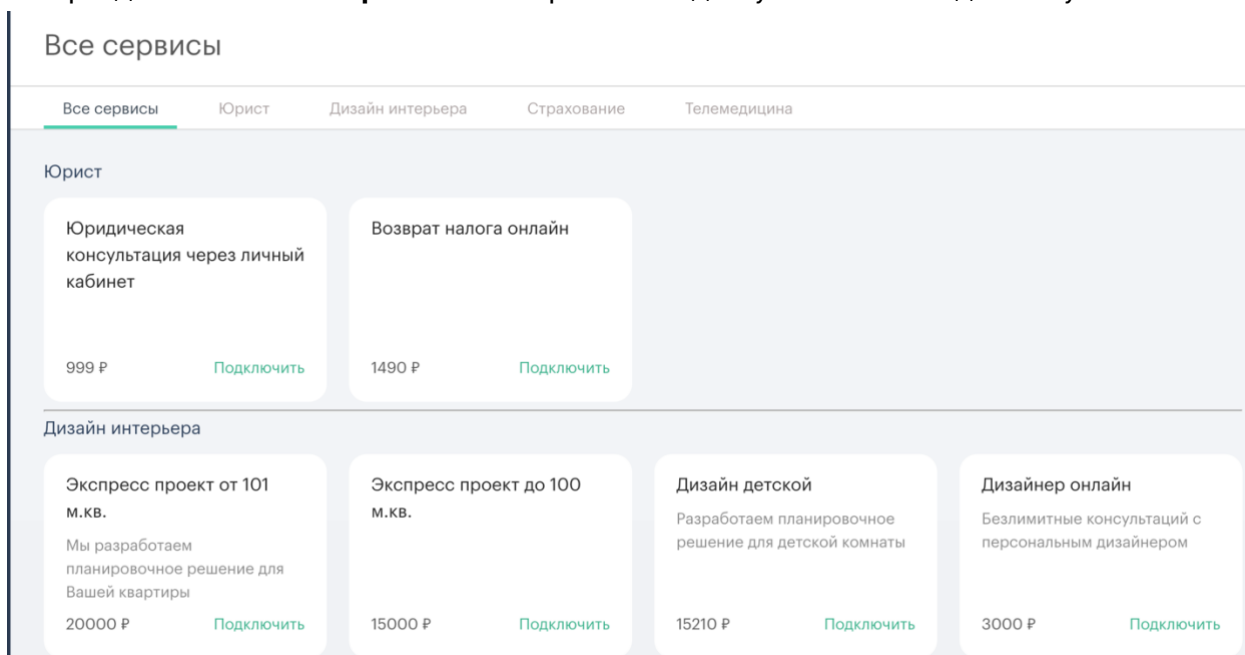 Все сервисы
Все сервисы Юрист Дизайн интерьера Страхование Телемедицина
Юрист
Юридическая
консультация через личный
кабинет
999 ₽ Подключить
Возврат налога онлайн
1490 ₽ Подключить
Дизайн интерьера
Экспресс проект от 101
м.кв.
Мы разработаем
планировочное решение для
Вашей квартиры
20000 ₽ Подключить
Экспресс проект до 100
м.кв.
15000 ₽ Подключить
Дизайн детской
Разработаем планировочное
решение для детской комнаты
15210 ₽ Подключить
Дизайнер онлайн
Безлимитные консультаций с
персональным дизайнером
3000 ₽ Подключить